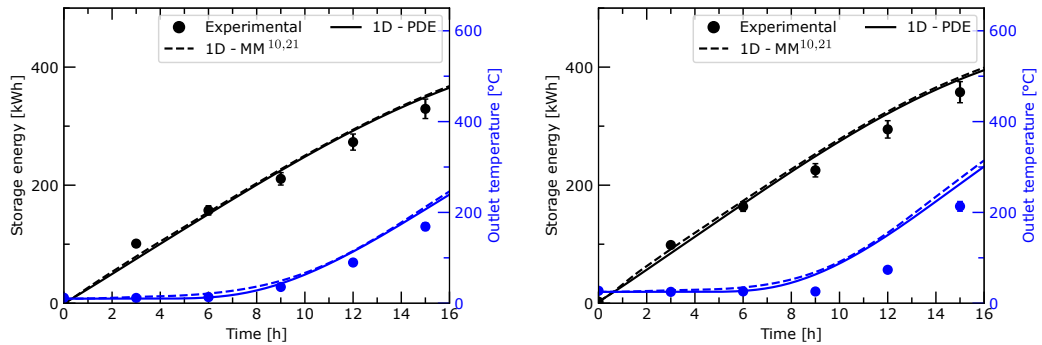 Experimental
1D - PDE
1D - MM 10,21
Storage energy [kWh]
400
200
0
600
400
200
0
Outlet temperature [°C]
0 2 4 6 8 10 12 14 16
Time [h]
Experimental
1D - PDE
1D - MM10,21
Storage energy [kWh]
400
200
0
600
400
200
0
Outlet temperature [°C]
0 2 4 6 8 10 12 14 16
Time [h]